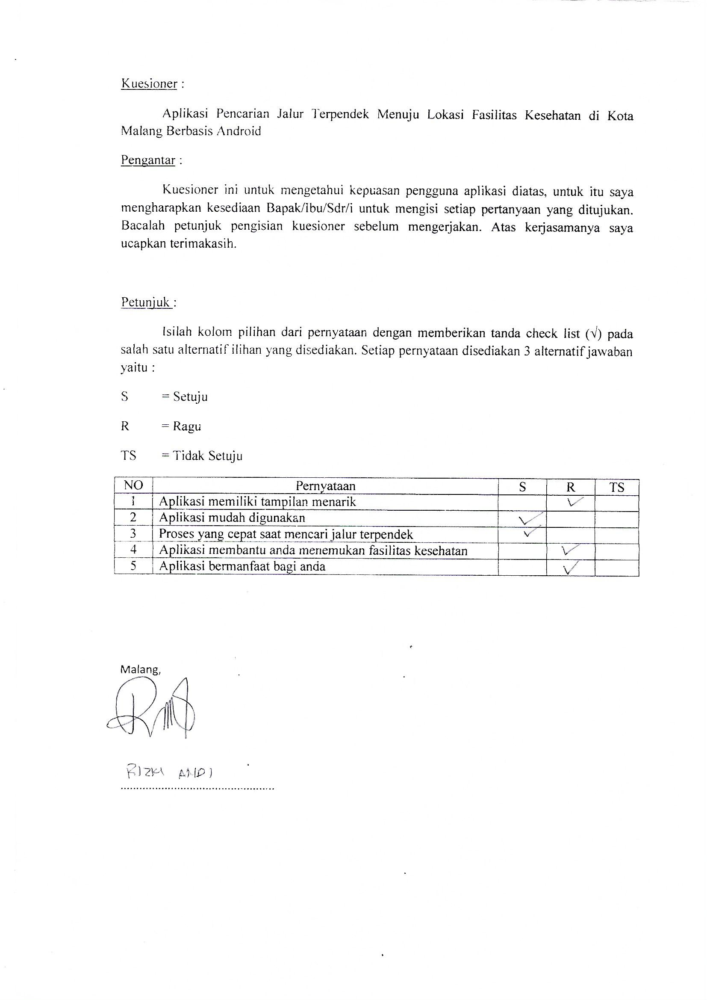 Kuesioner :
Aplikasi Pencarian Jalur Terpendek Menuju Lokasi Fasilitas Kesehatan di Kota
Malang Berbasis Android
Pengantar :
Kuesioner ini untuk mengetahui kepuasan pengguna aplikasi diatas, untuk itu saya
mengharapkan kesediaan Bapak/Ibu/Sdr/i untuk mengisi setiap pertanyaan yang ditujukan.
Bacalah petunjuk pengisian kuesioner sebelum mengerjakan. Atas kerjasamanya saya
ucapkan terimakasih.
Petunjuk :
Isilah kolom pilihan dari pernyataan dengan memberikan tanda check list (√) pada
salah satu alternatif ilihan yang disediakan. Setiap pernyataan disediakan 3 alternatif jawaban
yaitu :
S = Setuju
R = Ragu
TS = Tidak Setuju
NO Pernyataan S R TS
1 Aplikasi memiliki tampilan menarik ✓
2 Aplikasi mudah digunakan ✓
3 Proses yang cepat saat mencari jalur terpendek ✓
4 Aplikasi membantu anda menemukan fasilitas kesehatan ✓
5 Aplikasi bermanfaat bagi anda ✓
Malang,
RIZKI ANDI